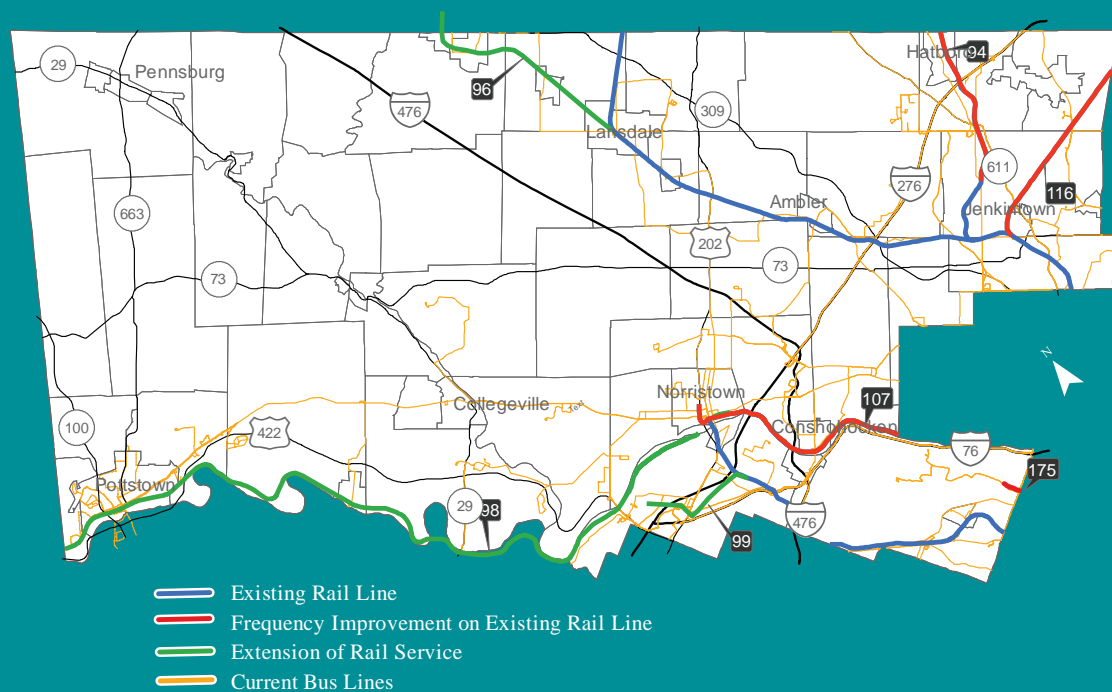 Hatboro
94
29
Pennsburg
96
476
309
Lansdale
611
276
116
663
Ambler
Jenkintown
202
73
73
N
Norristown
107
Collegeville
Text
100
422
Conshohocken
76
175
Pottstown
29
98
476
99
Existing Rail Line
Frequency Improvement on Existing Rail Line
Extension of Rail Service
Current Bus Lines